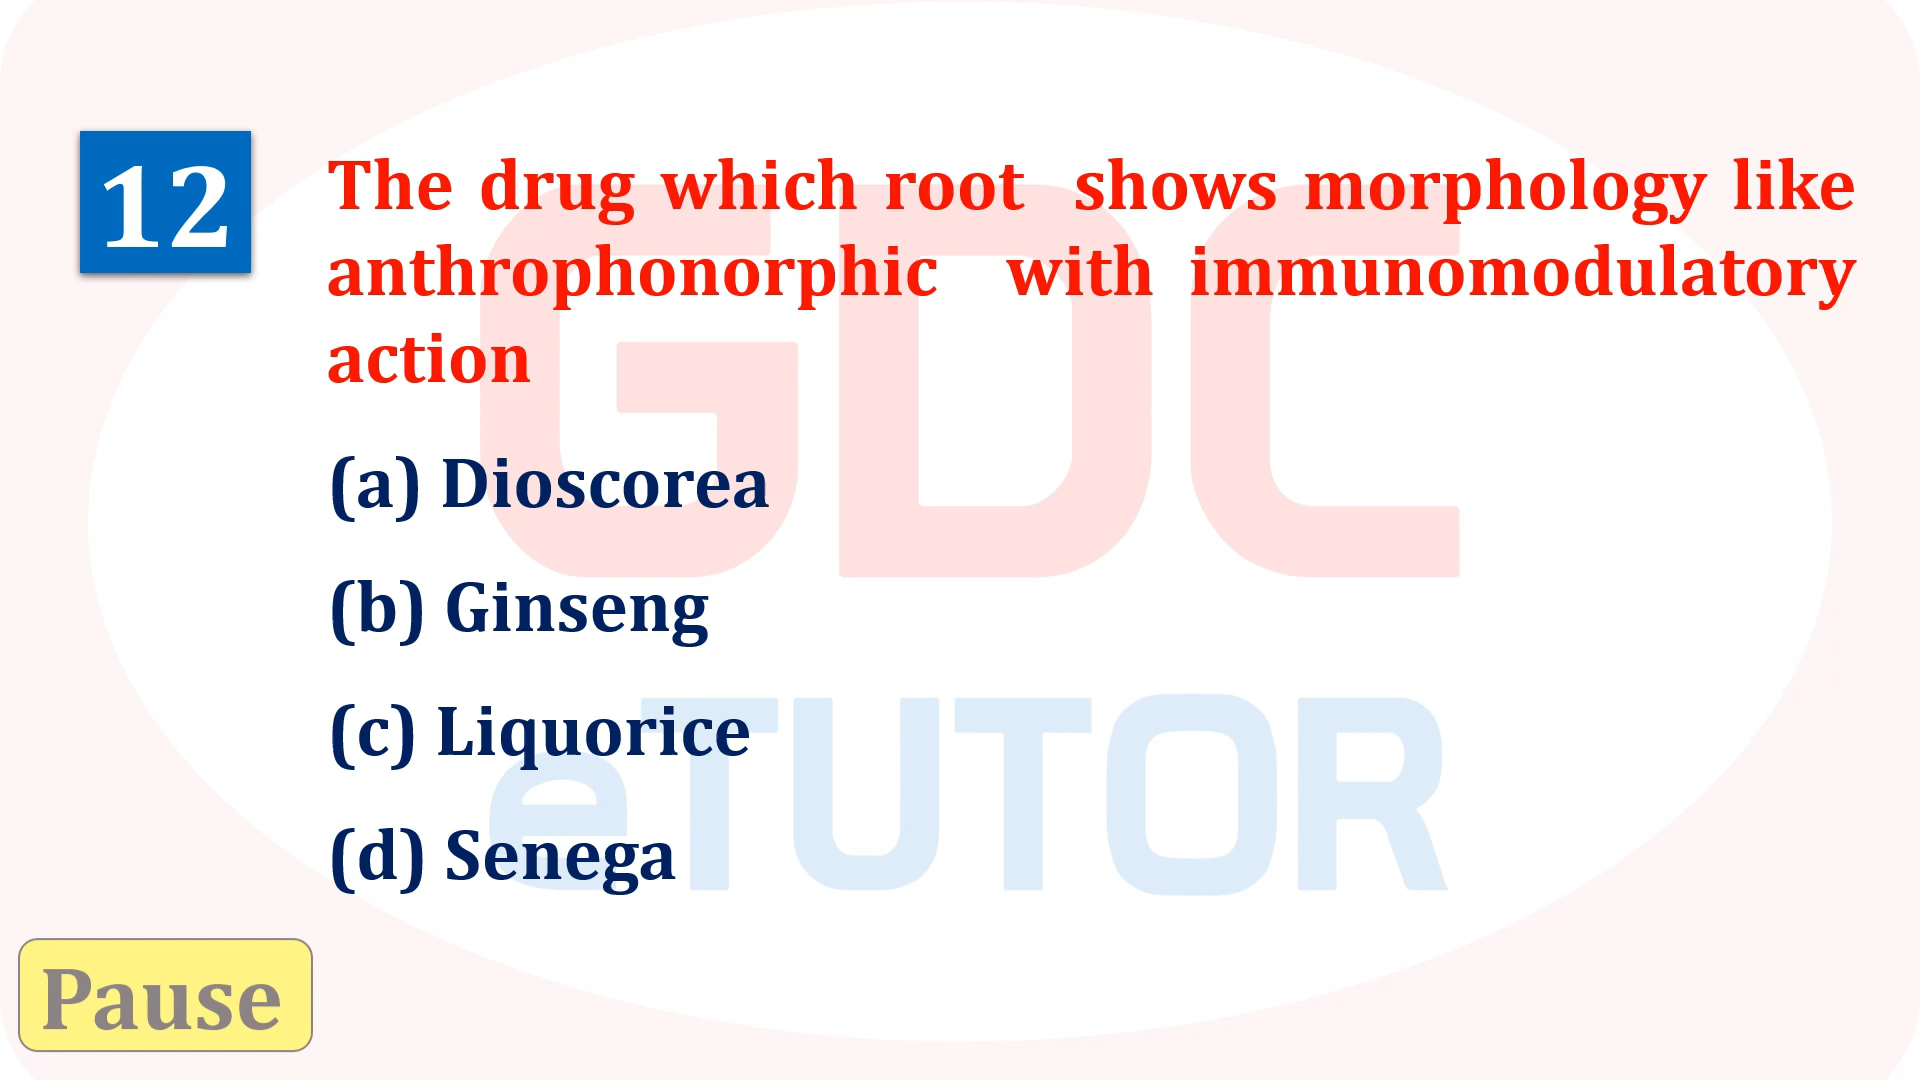 12
The drug which root shows morphology like
anthrophonorphic with immunomodulatory
action
(a) Dioscorea
(b) Ginseng
(c) Liquorice
(d) Senega
GDC
eTUTOR
Pause